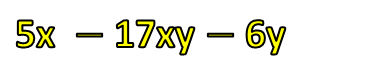 5x – 17xy – 6y